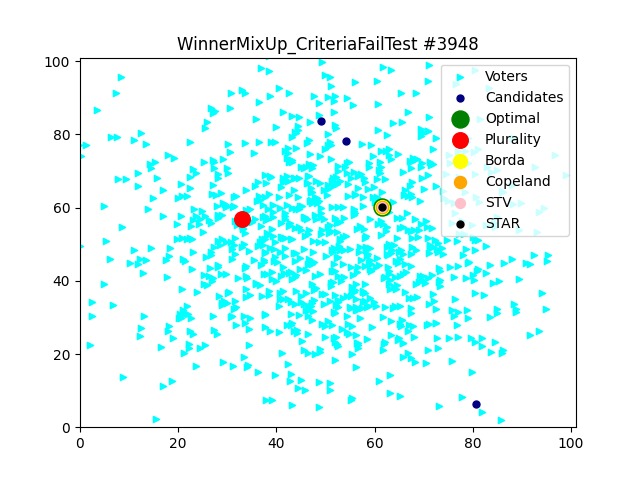 WinnerMixUp_CriteriaFailTest #3948
100
80
60
40
20
0
0
20
40
60
80
100
Voters
Candidates
Optimal
Plurality
Borda
Copeland
STV
STAR